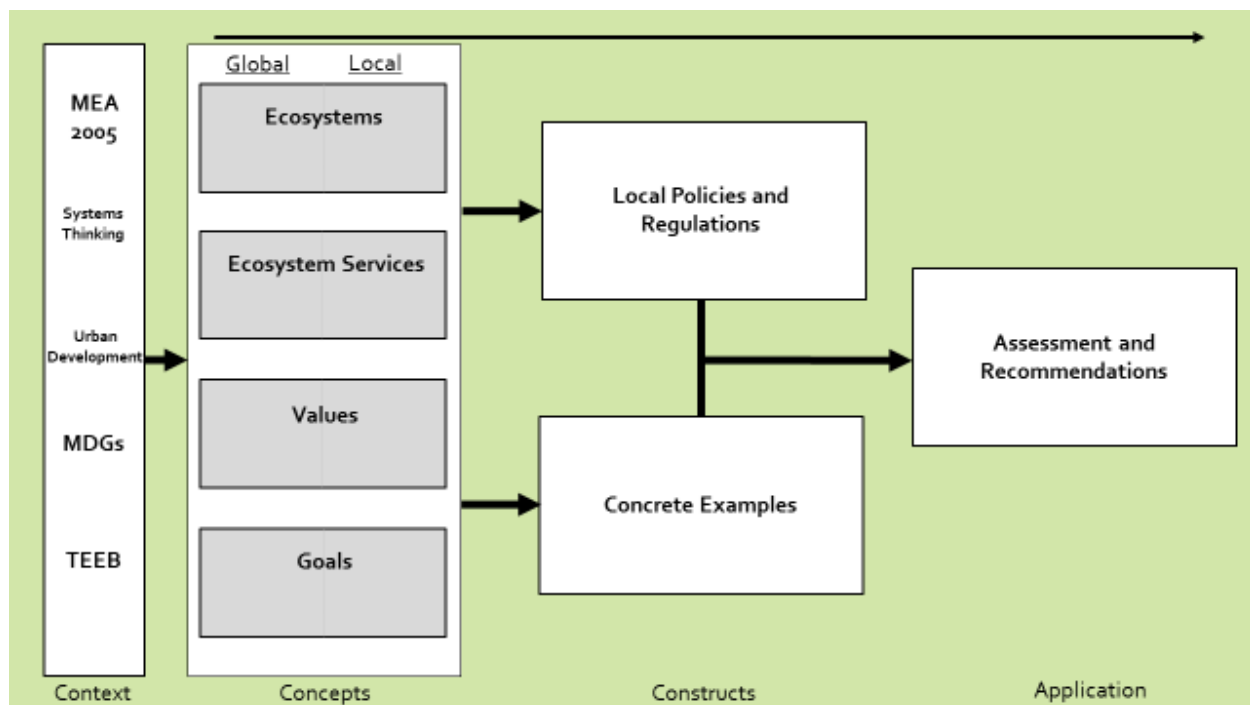 MEA
2005
Systems
Thinking
Urban
Development
MDGs
TEEB
Context
Global Local
Ecosystems
Ecosystem Services
Values
Goals
Concepts
Local Policies and
Regulations
Concrete Examples
Constructs
Assessment and
Recommendations
Application